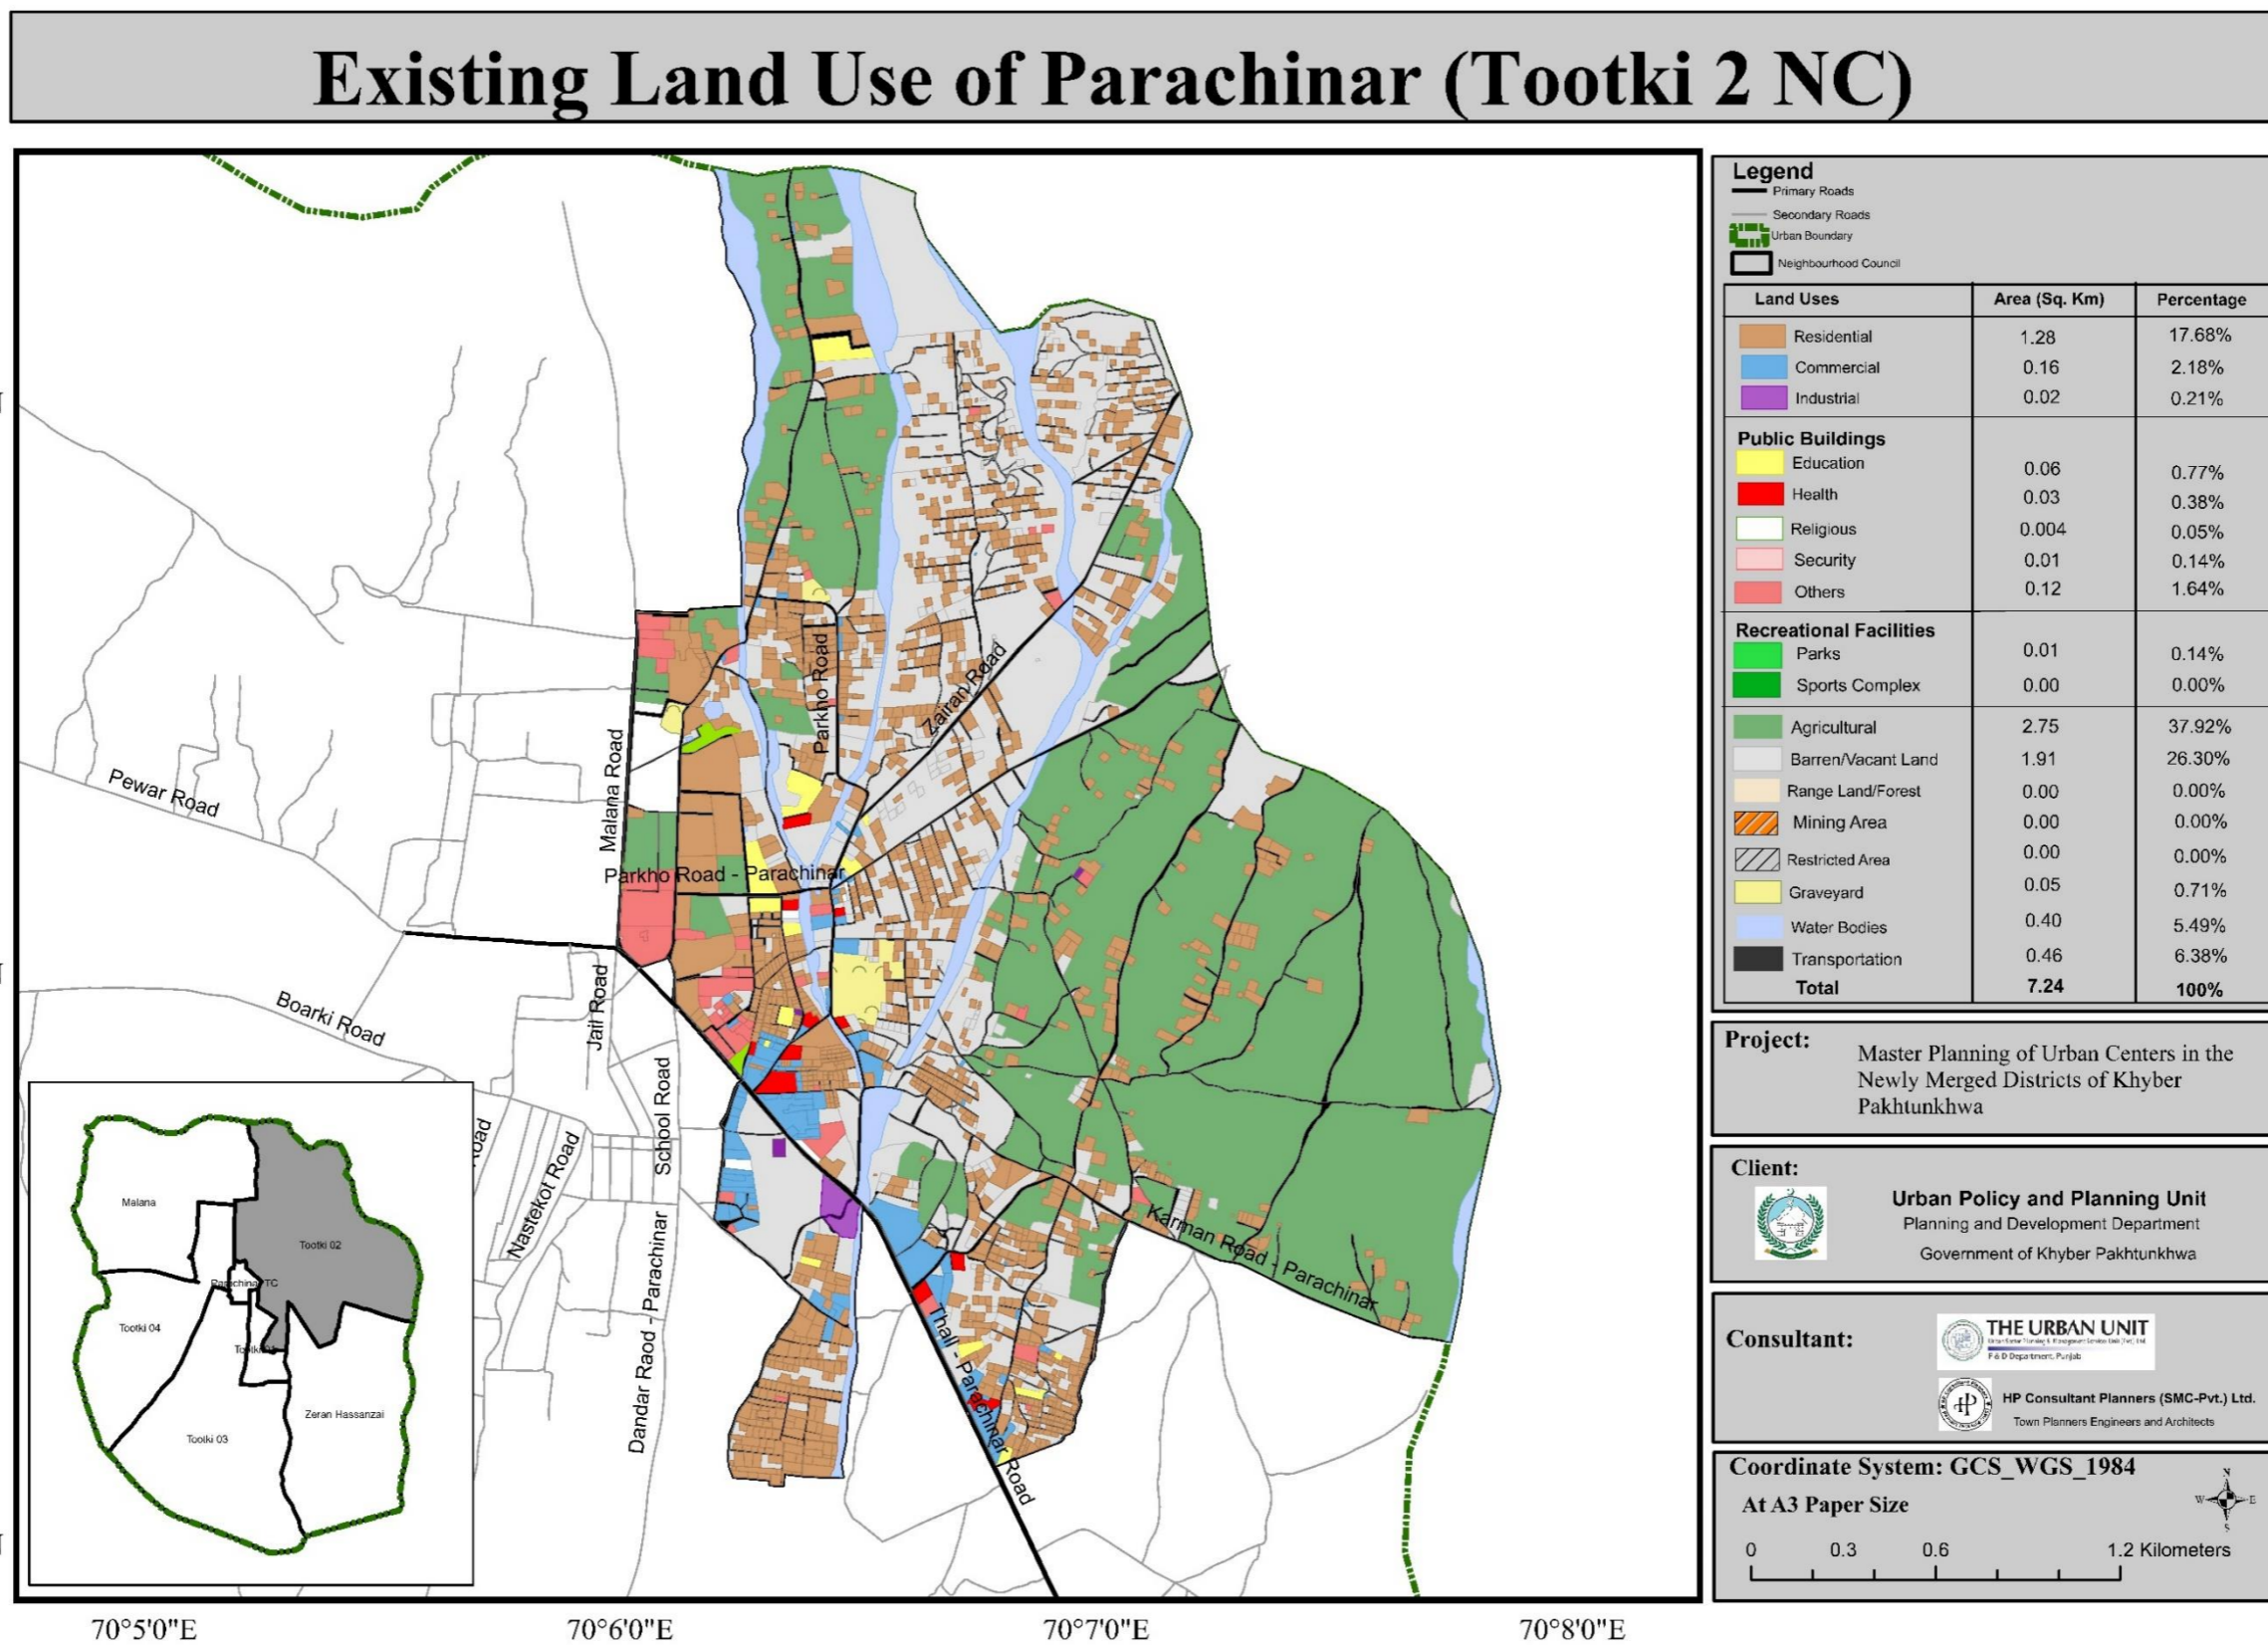 Existing Land Use of Parachinar (Tootki 2 NC)
Pewar Road
Boarki Road
Malana Road
Parkho Road
Zairan Road
Parkho Road - Parachinar
Jail Road
School Road
Nastekot Road
Dandar Raod - Parachinar
Karman Road - Parachinar
Thall - Parachinar Road
Malana
Tootki 02
Parachinar TC
Tootki 04
Tootki 03
Zeran Hassanzai
70°5'0"E 70°6'0"E 70°7'0"E 70°8'0"E
Legend
Primary Roads
Secondary Roads
Urban Boundary
Neighbourhood Council
Land Uses Area (Sq. Km) Percentage
Residential 1.28 17.68%
Commercial 0.16 2.18%
Industrial 0.02 0.21%
Public Buildings
Education 0.06 0.77%
Health 0.03 0.38%
Religious 0.004 0.05%
Security 0.01 0.14%
Others 0.12 1.64%
Recreational Facilities
Parks 0.01 0.14%
Sports Complex 0.00 0.00%
Agricultural 2.75 37.92%
Barren/Vacant Land 1.91 26.30%
Range Land/Forest 0.00 0.00%
Mining Area 0.00 0.00%
Restricted Area 0.00 0.00%
Graveyard 0.05 0.71%
Water Bodies 0.40 5.49%
Transportation 0.46 6.38%
Total 7.24 100%
Project:
Master Planning of Urban Centers in the
Newly Merged Districts of Khyber
Pakhtunkhwa
Client:
Urban Policy and Planning Unit
Planning and Development Department
Government of Khyber Pakhtunkhwa
Consultant:
THE URBAN UNIT
P & D Department, Punjab
HP
HP Consultant Planners (SMC-Pvt.) Ltd.
Town Planners Engineers and Architects
Coordinate System: GCS_WGS_1984
At A3 Paper Size
N
W E
S
0 0.3 0.6 1.2 Kilometers